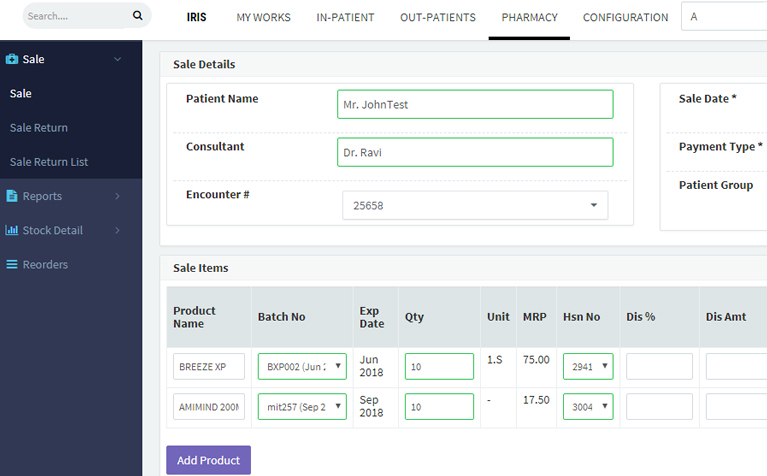 Search....
IRIS MY WORKS IN-PATIENT OUT-PATIENTS PHARMACY CONFIGURATION A
Sale
Sale
Sale Return
Sale Return List
Reports
Stock Detail
Reorders
Sale Details
Patient Name Mr. JohnTest
Consultant Dr. Ravi
Encounter # 25658
Sale Date *
Payment Type *
Patient Group
Sale Items
Product Name Batch No Exp Date Qty Unit MRP Hsn No Dis % Dis Amt
BREEZE XP BXP002 (Jun 2 Jun 2018 10 1.S 75.00 2941
AMIMIND 200M mit257 (Sep 2 Sep 2018 10 - 17.50 3004
Add Product